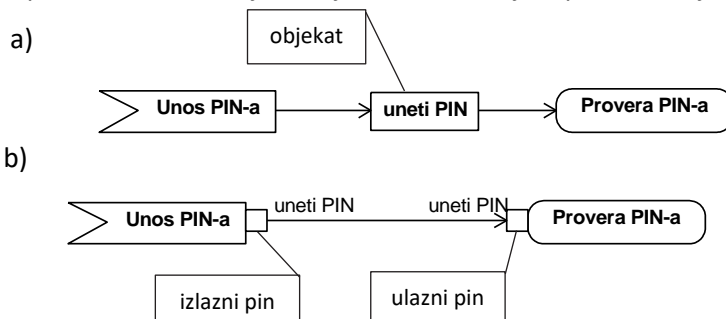 a)
objekat
Unos PIN-a
uneti PIN
Provera PIN-a
b)
Unos PIN-a
uneti PIN
uneti PIN
Provera PIN-a
izlazni pin
ulazni pin